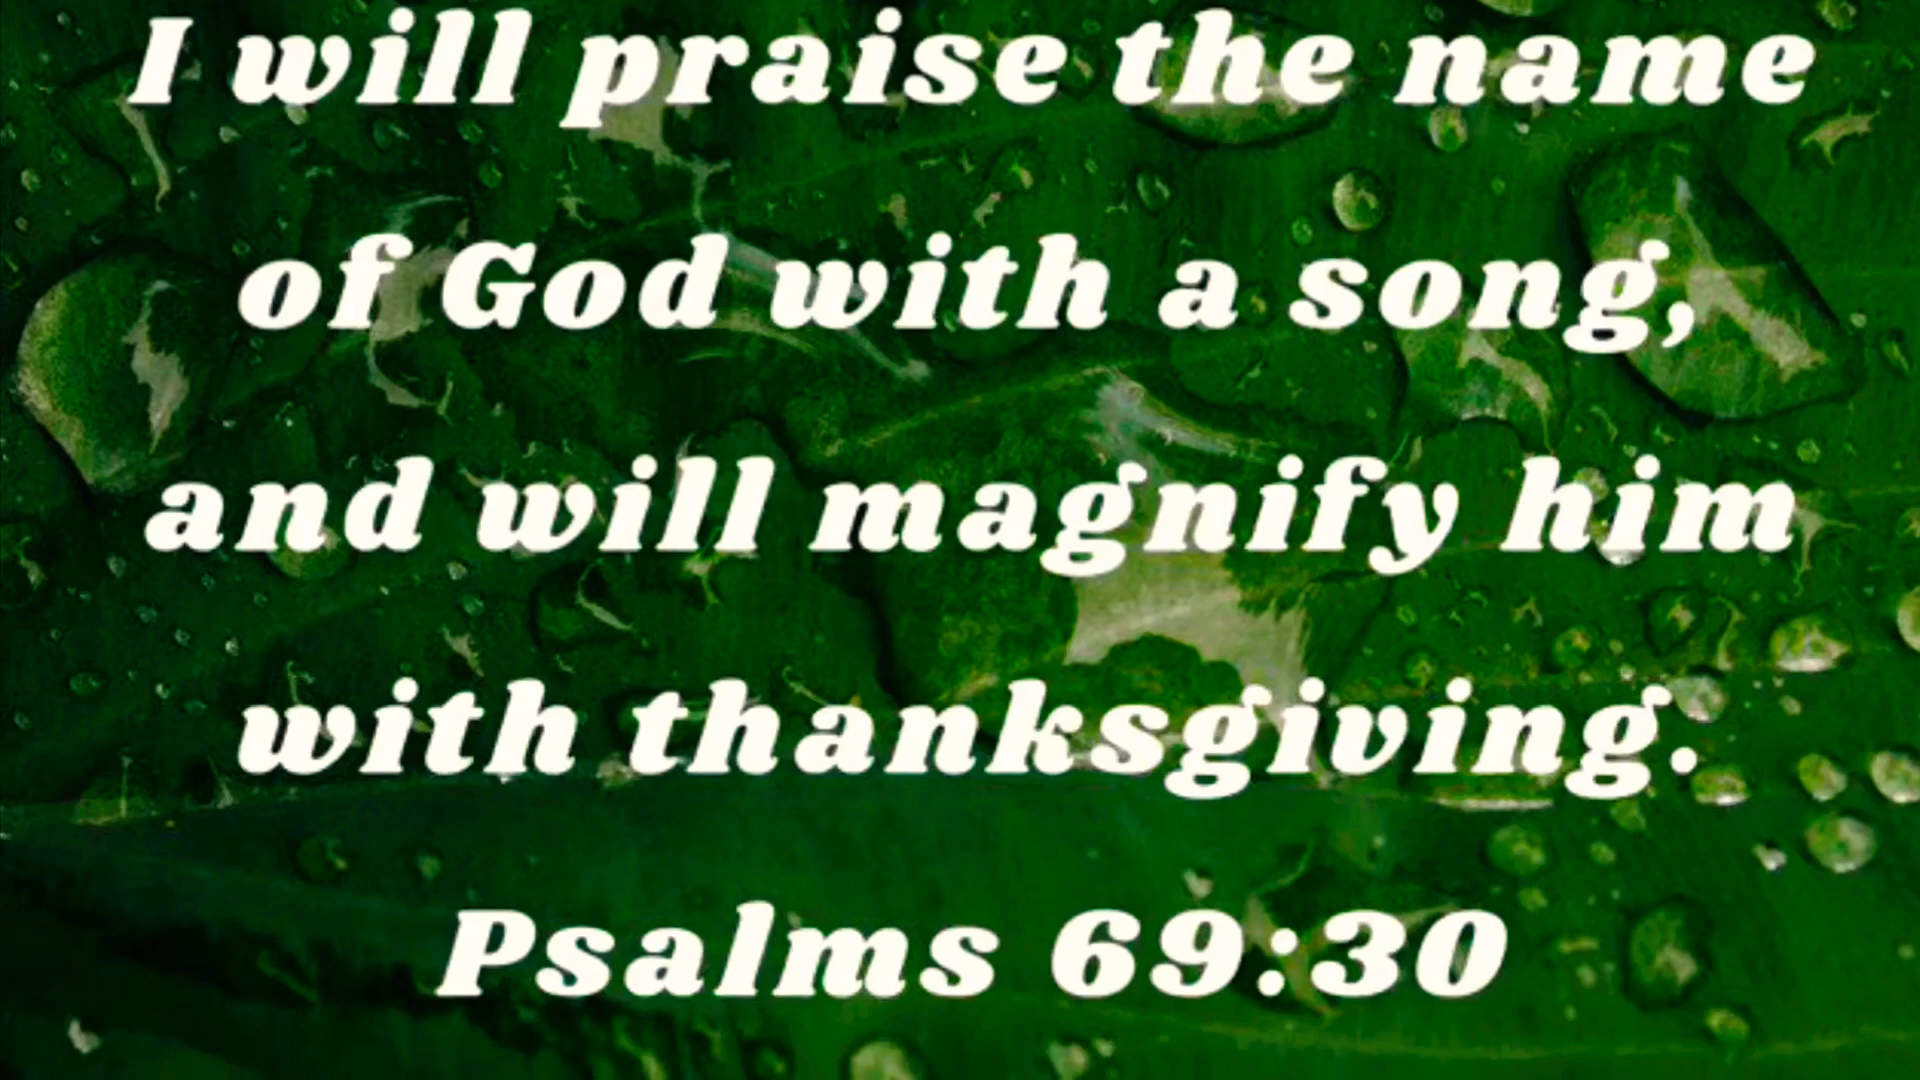 I will praise the name
of God with a song,
and will magnify him
with thanksgiving.
Psalms 69:30